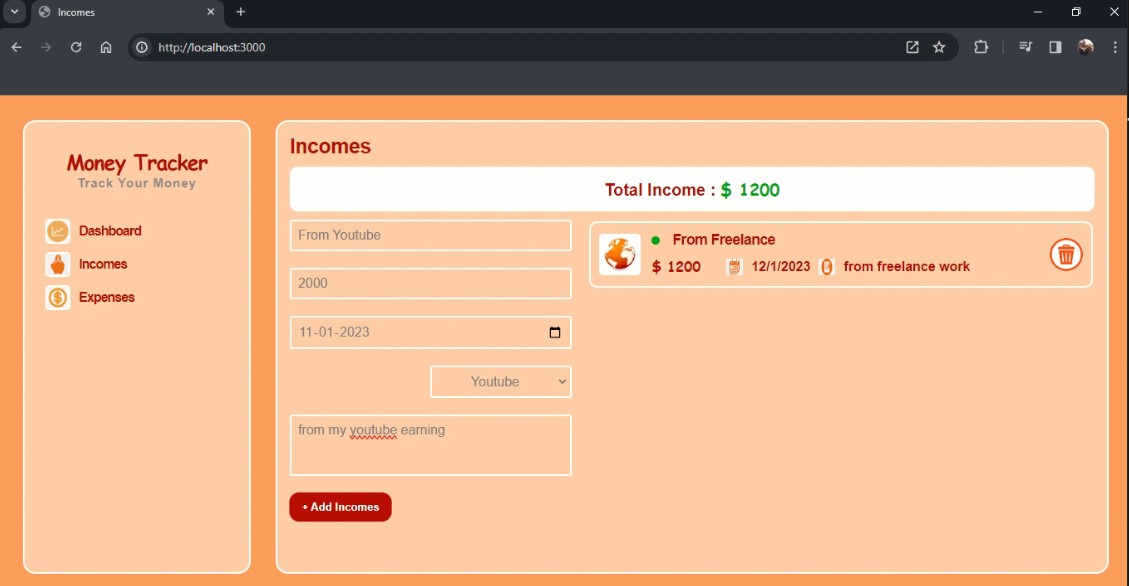 Incomes
http://localhost:3000
Money Tracker
Track Your Money
Dashboard
Incomes
Expenses
Incomes
Total Income : $ 1200
From Youtube
2000
11-01-2023
Youtube
from my youtube earning
+ Add Incomes
From Freelance
$ 1200 12/1/2023 from freelance work